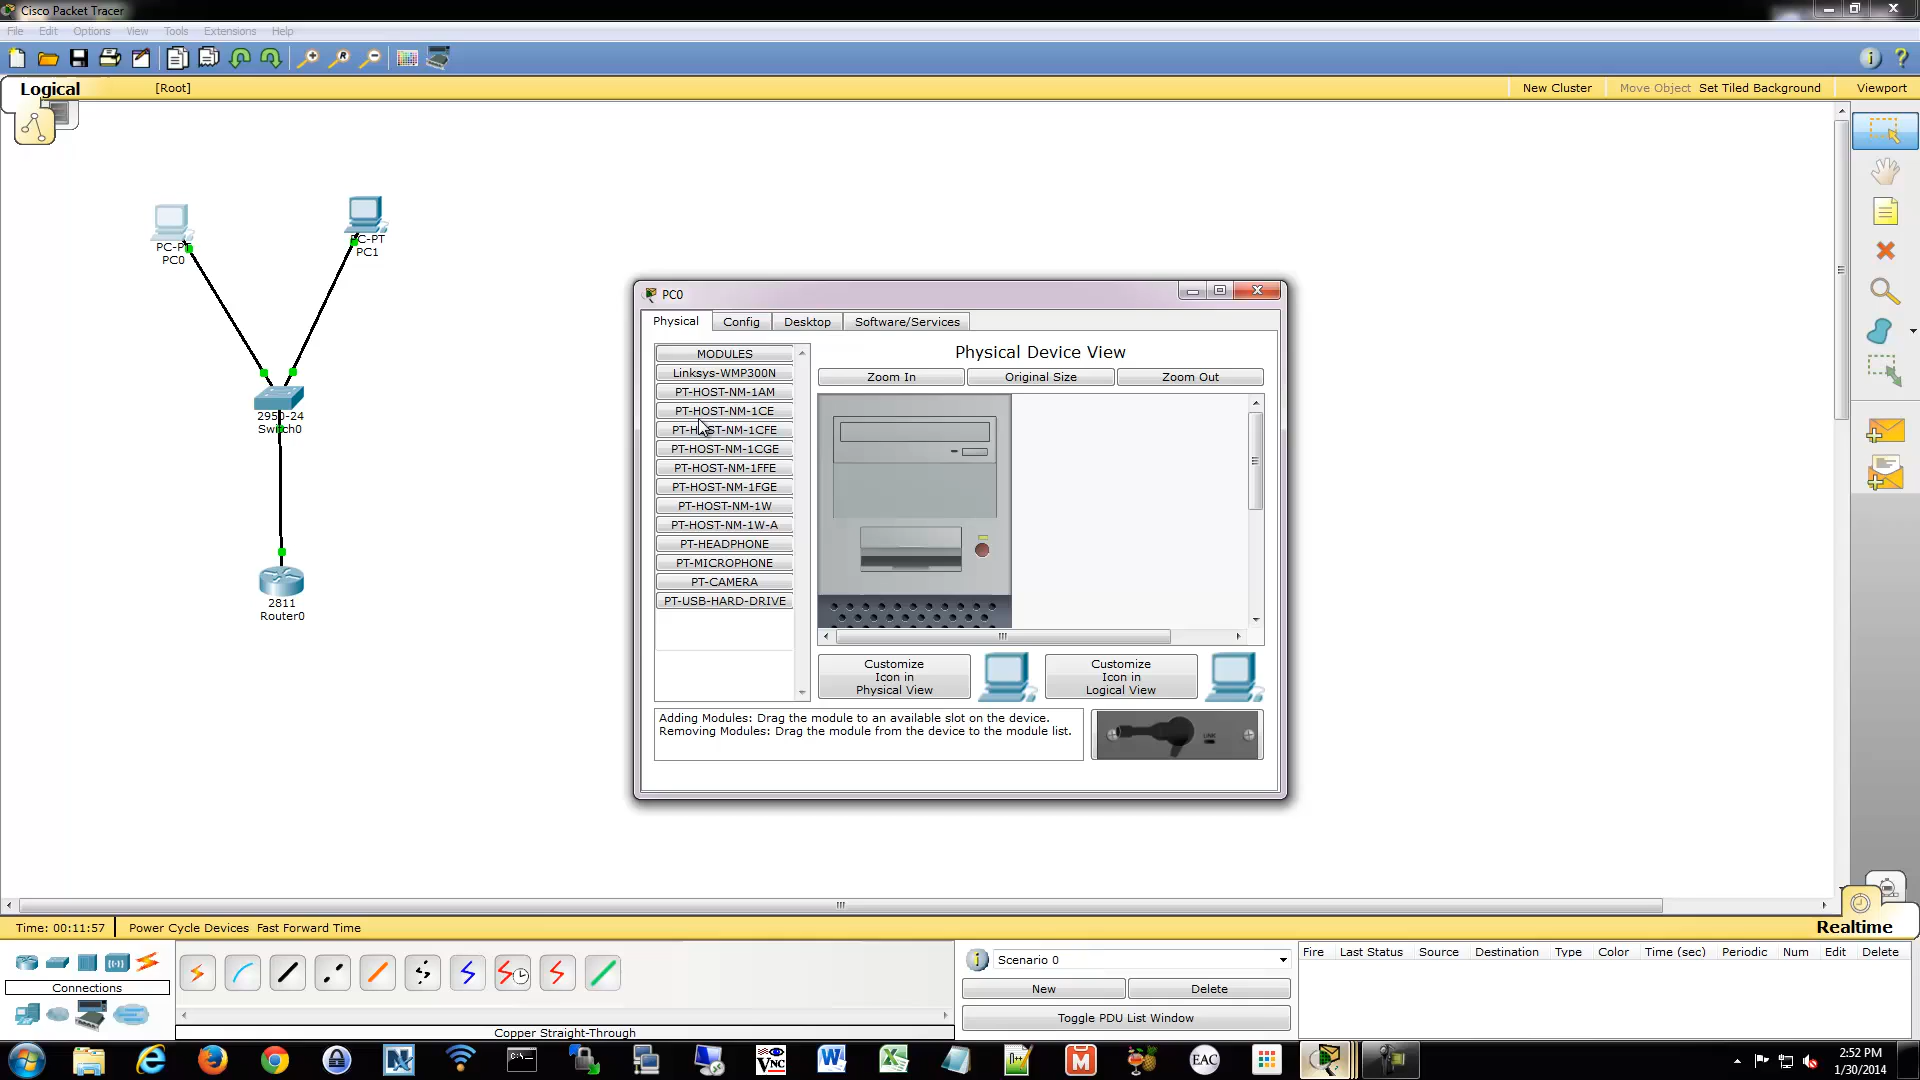 Cisco Packet Tracer
File Edit Options View Tools Extensions Help
Logical
[Root]
New Cluster
Move Object
Set Tiled Background
Viewport
PC-PT
PC0
PC-PT
PC1
2950-24
Switch0
2811
Router0
PC0
Physical
Config
Desktop
Software/Services
MODULES
Linksys-WMP300N
PT-HOST-NM-1AM
PT-HOST-NM-1CE
PT-HOST-NM-1CFE
PT-HOST-NM-1CGE
PT-HOST-NM-1FFE
PT-HOST-NM-1FGE
PT-HOST-NM-1W
PT-HOST-NM-1W-A
PT-HEADPHONE
PT-MICROPHONE
PT-CAMERA
PT-USB-HARD-DRIVE
Physical Device View
Zoom In
Original Size
Zoom Out
Customize
Icon in
Physical View
Customize
Icon in
Logical View
Adding Modules: Drag the module to an available slot on the device.
Removing Modules: Drag the module from the device to the module list.
LINK
Time: 00:11:57
Power Cycle Devices Fast Forward Time
Realtime
Connections
Copper Straight-Through
Scenario 0
New
Delete
Toggle PDU List Window
Fire Last Status Source Destination Type Color Time (sec) Periodic Num Edit Delete
VNC
EAC
2:52 PM
1/30/2014